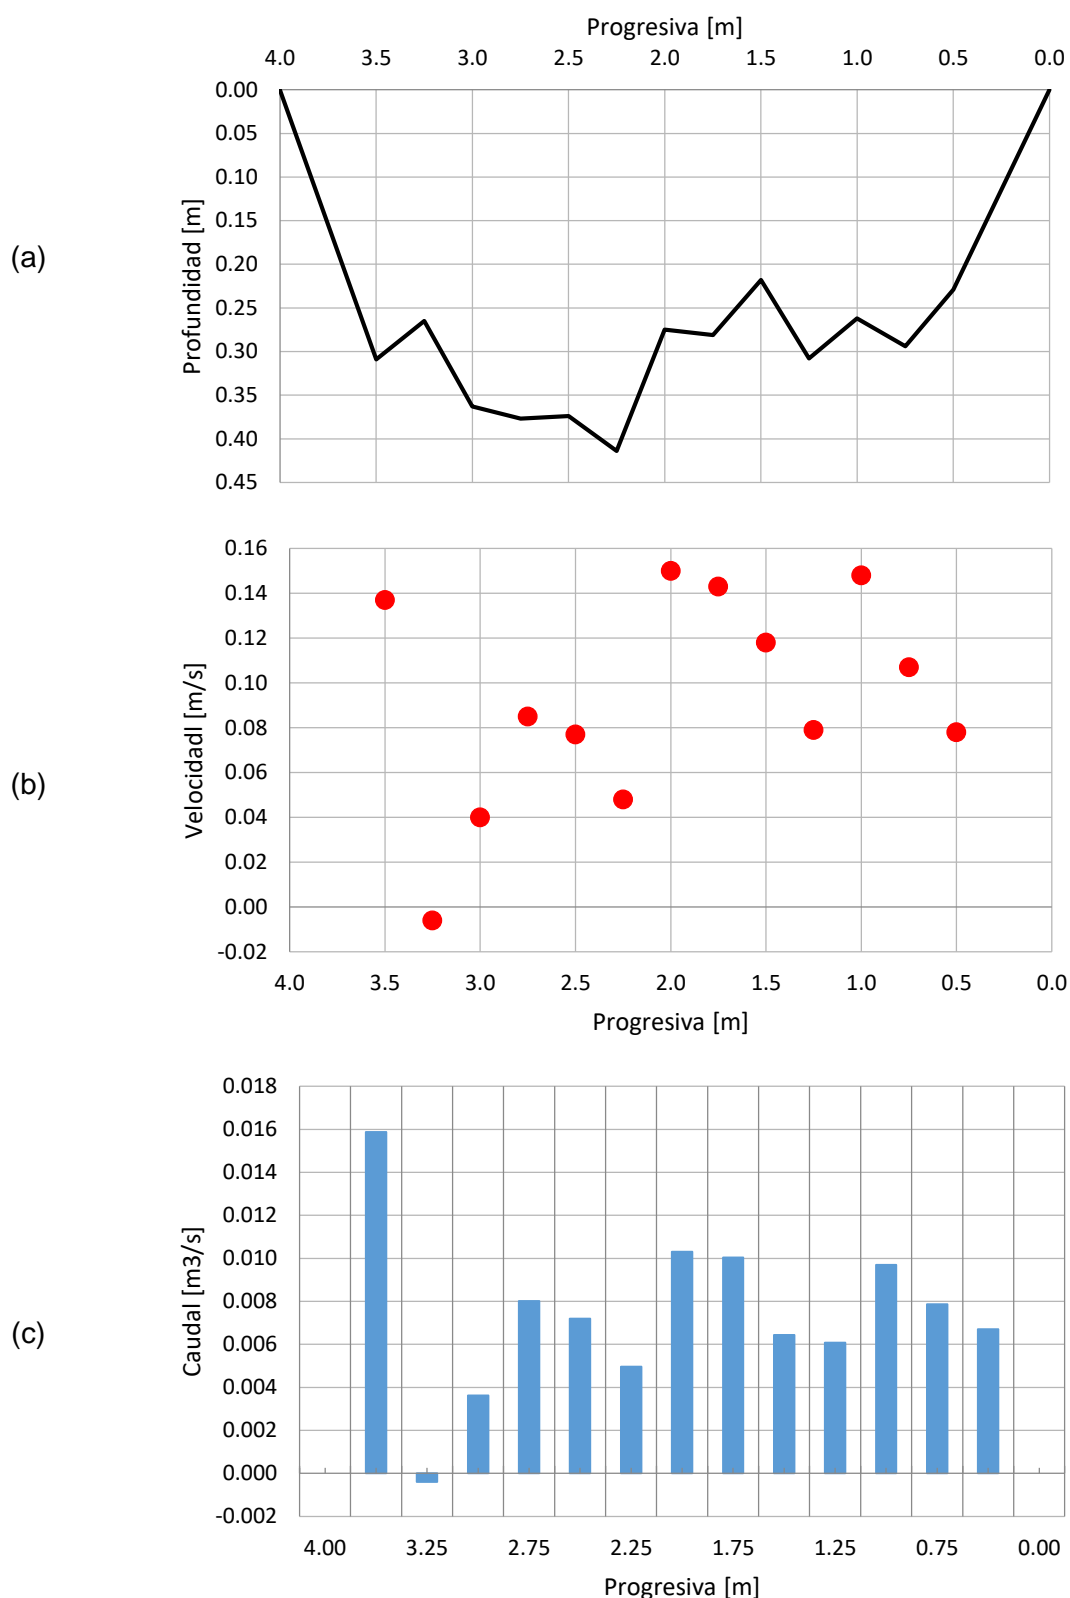 Progresiva [m]
4.0 3.5 3.0 2.5 2.0 1.5 1.0 0.5 0.0
0.00
0.05
0.10
0.15
0.20
0.25
0.30
0.35
0.40
0.45
Profundidad [m]
(a)
0.16
0.14
0.12
0.10
0.08
0.06
0.04
0.02
0.00
-0.02
Velocidadl [m/s]
(b)
4.0 3.5 3.0 2.5 2.0 1.5 1.0 0.5 0.0
Progresiva [m]
0.018
0.016
0.014
0.012
0.010
0.008
0.006
0.004
0.002
0.000
-0.002
Caudal [m3/s]
(c)
4.00 3.25 2.75 2.25 1.75 1.25 0.75 0.00
Progresiva [m]